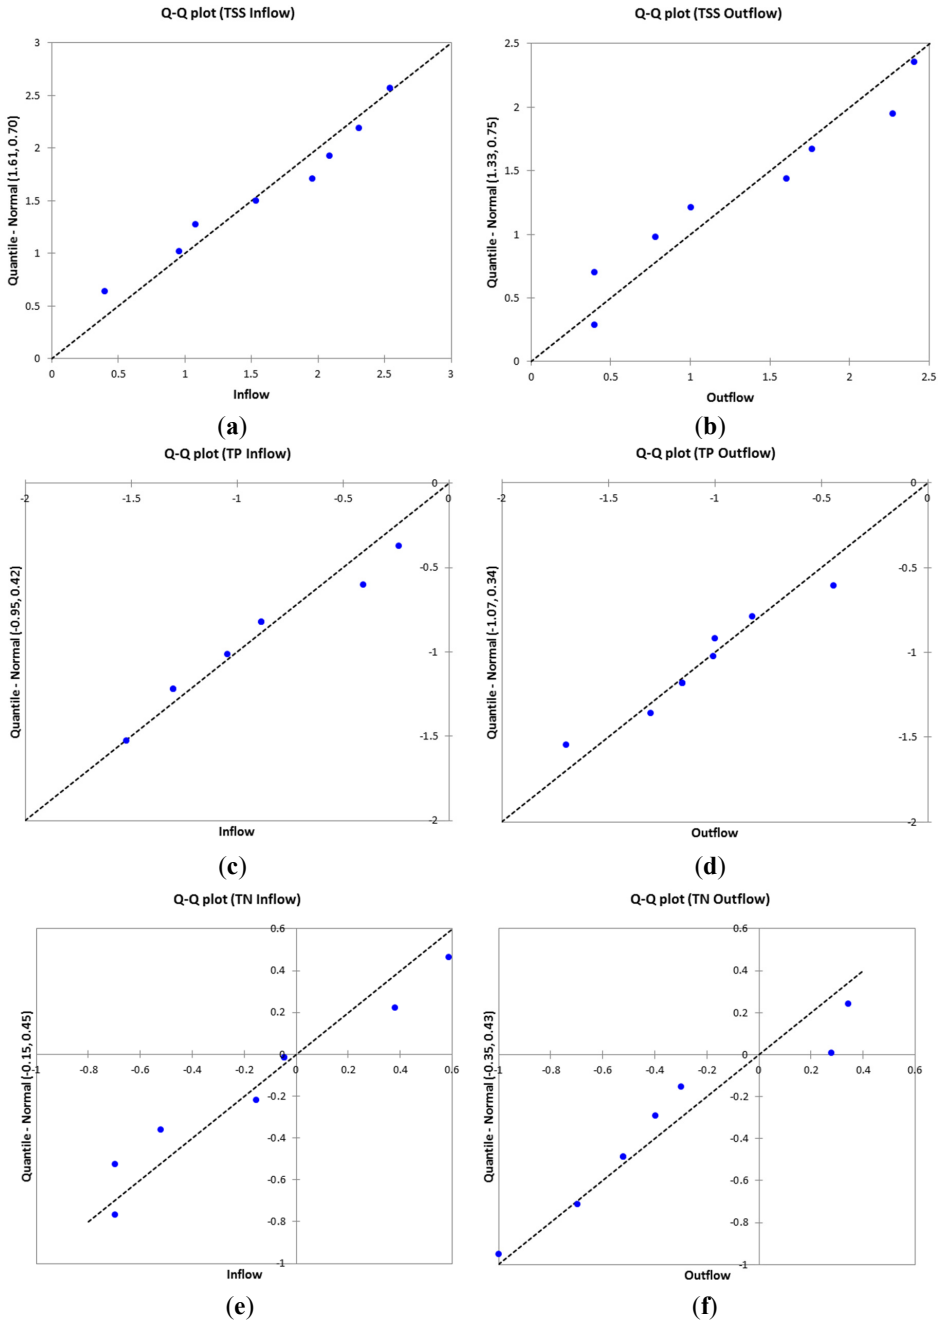 Q-Q plot (TSS Inflow)
Quantile - Normal (1.61, 0.70)
3
2.5
2
1.5
1
0.5
0
0 0.5 1 1.5 2 2.5 3
Inflow
(a)
Q-Q plot (TSS Outflow)
Quantile - Normal (1.33, 0.75)
2.5
2
1.5
1
0.5
0
0 0.5 1 1.5 2 2.5
Outflow
(b)
Q-Q plot (TP Inflow)
Quantile - Normal (-0.95, 0.42)
0
-2 -1.5 -1 -0.5 0
-0.5
-1
-1.5
-2
Inflow
(c)
Q-Q plot (TP Outflow)
Quantile - Normal (-1.07, 0.34)
0
-2 -1.5 -1 -0.5 0
-0.5
-1
-1.5
-2
Outflow
(d)
Q-Q plot (TN Inflow)
Quantile - Normal (-0.15, 0.45)
0.6
0.4
0.2
0
-1 -0.8 -0.6 -0.4 -0.2 0 0.2 0.4 0.6
-0.2
-0.4
-0.6
-0.8
-1
Inflow
(e)
Q-Q plot (TN Outflow)
Quantile - Normal (-0.35, 0.43)
0.6
0.4
0.2
0
-1 -0.8 -0.6 -0.4 -0.2 0 0.2 0.4 0.6
-0.2
-0.4
-0.6
-0.8
-1
Outflow
(f)